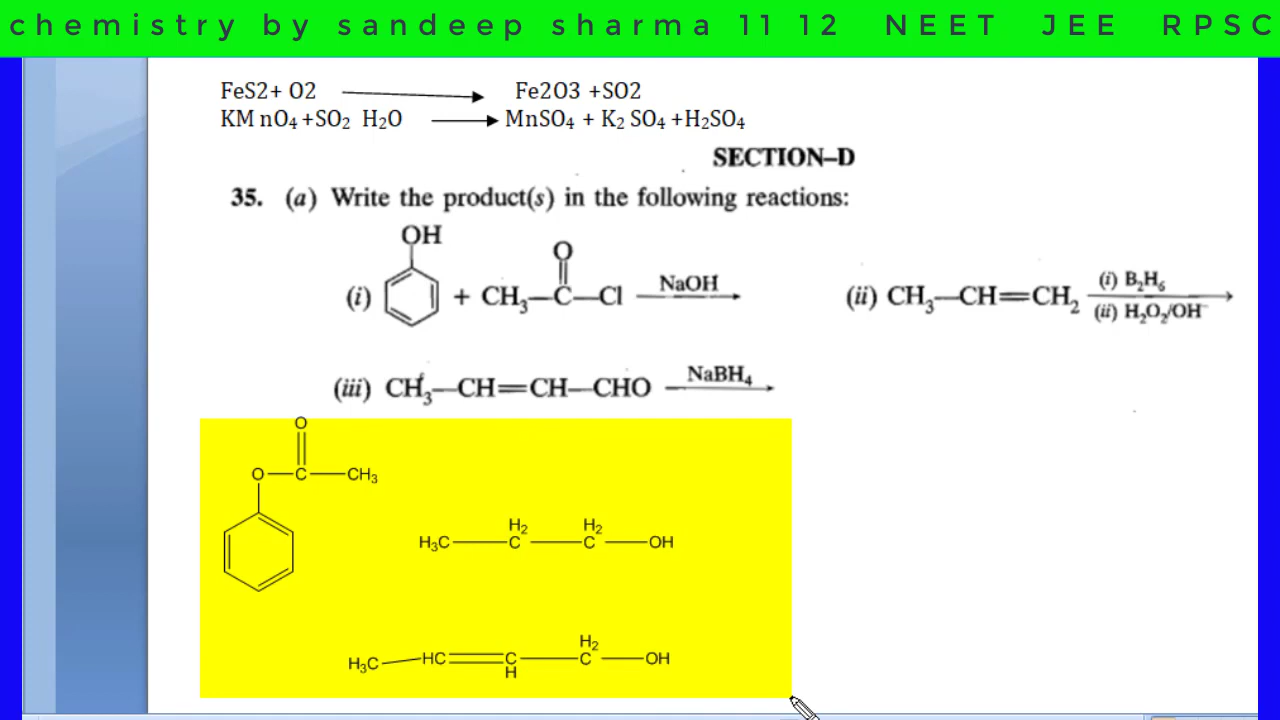 chemistry by sandeep sharma 11 12 NEET JEE RPSC
FeS2+ O2 Fe2O3 +SO2
KM nO₄ +SO₂ H₂O MnSO₄ + K₂ SO₄ +H₂SO₄
SECTION–D
35. (a) Write the product(s) in the following reactions:
OH
O
(i) + CH₃—C—Cl NaOH
(ii) CH₃—CH=CH₂ (i) B₂H₆
(ii) H₂O₂/OH⁻
(iii) CH₃—CH=CH—CHO NaBH₄
O
O—C—CH₃
H₂ H₂
H₃C—C—C—OH
H₂
H₃C—HC=C—C—OH
H